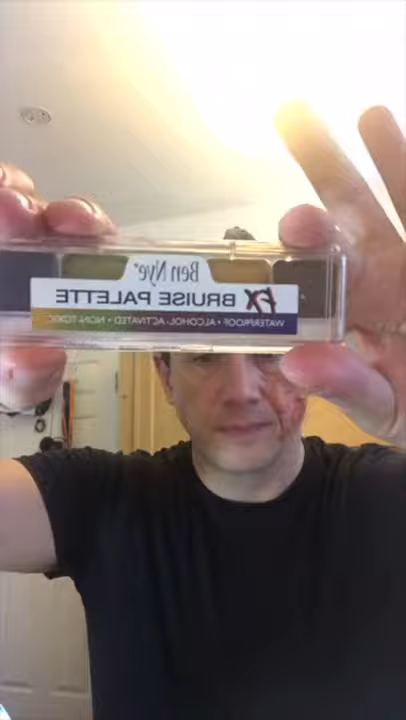 Ben Nye®
FX BRUISE PALETTE
WATERPROOF • ALCOHOL ACTIVATED • NON-TOXIC